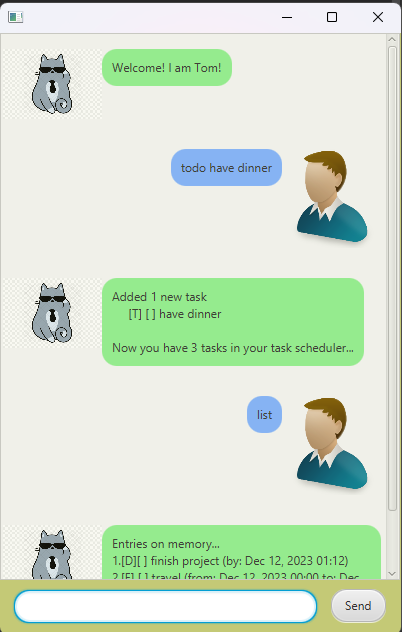 Welcome! I am Tom!
todo have dinner
Added 1 new task
[T] [ ] have dinner
Now you have 3 tasks in your task scheduler...
list
Entries on memory...
1.[D][ ] finish project (by: Dec 12, 2023 01:12)
2.[E] [ ] travel (from: Dec 12, 2023 00:00 to: Dec
Send